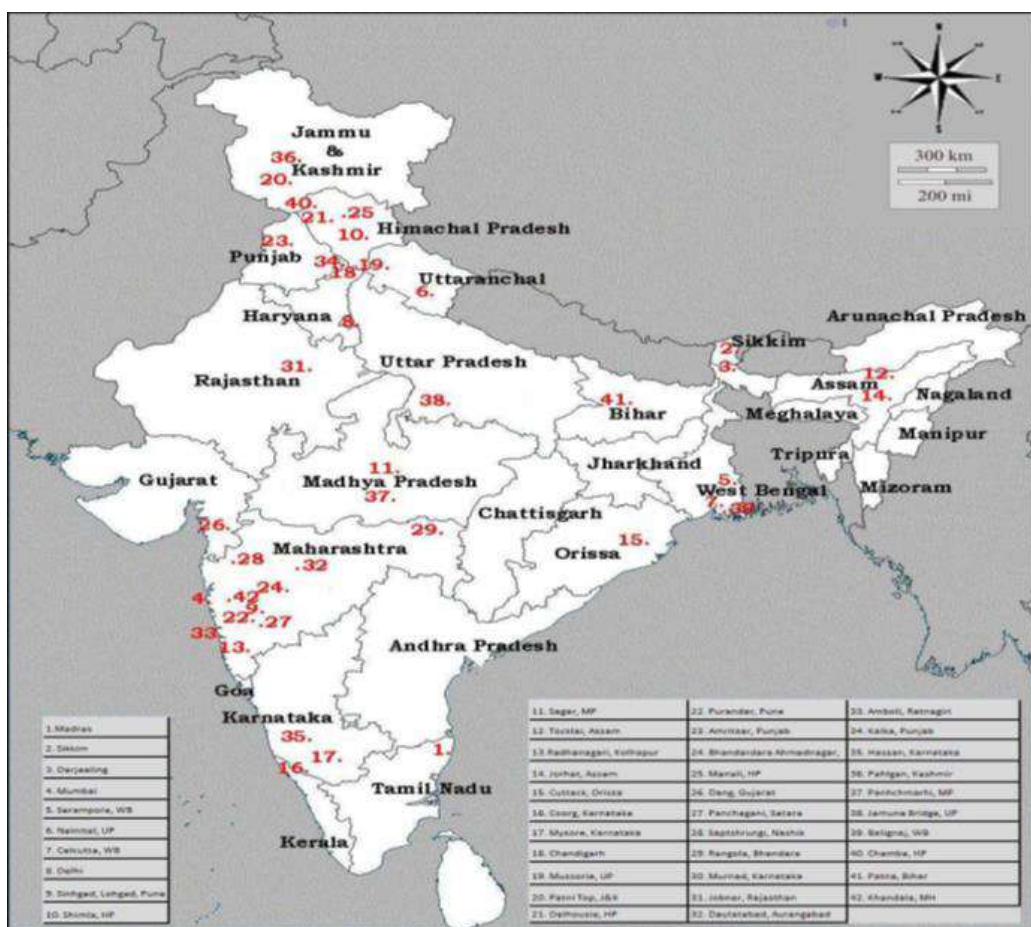 N
W
E
S
300 km
200 mi
Jammu
&
36.
Kashmir
20.
40.
21.
.25
10.
Himachal Pradesh
23.
Punjab
34.
18
19.
Uttaranchal
6.
Haryana
8.
Arunachal Pradesh
Sikkim
2.
3.
Uttar Pradesh
31.
Rajasthan
12.
Assam
14.
Nagaland
38.
41.
Bihar
Meghalaya
Manipur
Tripura
Jharkhand
11.
Madhya Pradesh
37.
Gujarat
5.
West Bengal
7.
39
Mizoram
Chattisgarh
26.
29.
Maharashtra
.28
.32
15.
Orissa
24.
4.
.42
9.
22.
.27
33
13.
Andhra Pradesh
Goa
Karnataka
35.
17.
16.
1.
Tamil Nadu
Kerala
1.Madras
2. Sikkim
3. Darjeeling
4. Mumbai
5. Serampore, WB
6. Nainital, UP
7. Calcutta, WB
8. Delhi
9. Sinhgad, Lohgad, Pune
10. Shimla, HP
11. Sagar, MP
12. Tocklai, Assam
13 Radhanagari, Kolhapur
14. Jorhat, Assam
15. Cuttack, Orissa
16. Coorg, Karnataka
17. Mysore, Karnataka
18. Chandigarh
19. Mussorie, UP
20. Patni Top, J&K
21. Dalhousie, HP
22. Purandar, Pune
23. Amritsar, Punjab
24. Bhandardara Ahmadnagar,
25. Manali, HP
26. Dang, Gujarat
27. Panchagani, Satara
28. Saptshrungi, Nashik
29. Rangola, Bhandara
30. Murnad, Karnataka
31. Jobner, Rajasthan
32. Dautatabad, Aurangabad
33. Amboli, Ratnagiri
34. Kalka, Punjab
35. Hassan, Karnataka
36. Pahlgan, Kashmir
37. Panhchmarhi, MP
38. Jamuna Bridge, UP
39. Balignaj, WB
40. Chamba, HP
41. Patna, Bihar
42. Khandala, MH